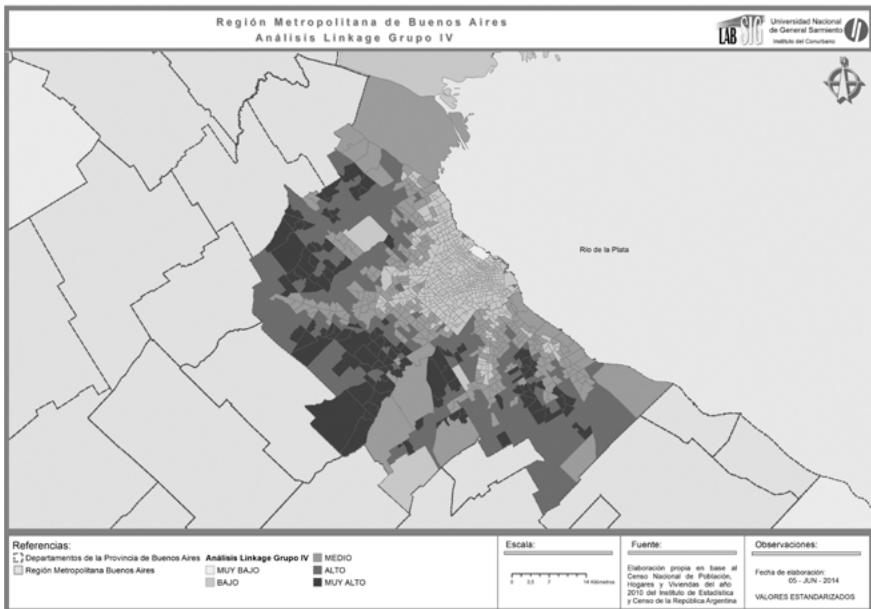 Región Metropolitana de Buenos Aires
Análisis Linkage Grupo IV
LAB SIG
Universidad Nacional
de General Sarmiento
Instituto del Conurbano
Río de la Plata
Referencias:
Departamentos de la Provincia de Buenos Aires
Región Metropolitana Buenos Aires
Análisis Linkage Grupo IV
MUY BAJO
BAJO
MEDIO
ALTO
MUY ALTO
Escala:
0 3,5 7 14 Kilómetros
Fuente:
Elaboración propia en base al
Censo Nacional de Población,
Hogares y Viviendas del año
2010 del Instituto de Estadística
y Censo de la República Argentina
Observaciones:
Fecha de elaboración:
05 - JUN - 2014
VALORES ESTANDARIZADOS